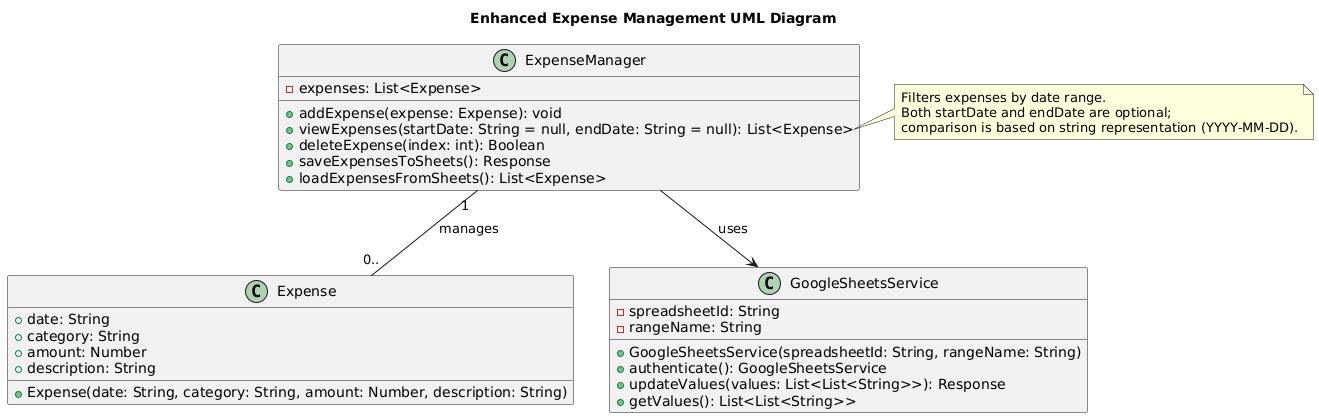 Enhanced Expense Management UML Diagram
C ExpenseManager
expenses: List<Expense>
addExpense(expense: Expense): void
viewExpenses(startDate: String = null, endDate: String = null): List<Expense>
deleteExpense(index: int): Boolean
saveExpensesToSheets(): Response
loadExpensesFromSheets(): List<Expense>
Filters expenses by date range.
Both startDate and endDate are optional;
comparison is based on string representation (YYYY-MM-DD).
1
manages
0..
uses
C Expense
date: String
category: String
amount: Number
description: String
Expense(date: String, category: String, amount: Number, description: String)
C GoogleSheetsService
spreadsheetId: String
rangeName: String
GoogleSheetsService(spreadsheetId: String, rangeName: String)
authenticate(): GoogleSheetsService
updateValues(values: List<List<String>>): Response
getValues(): List<List<String>>